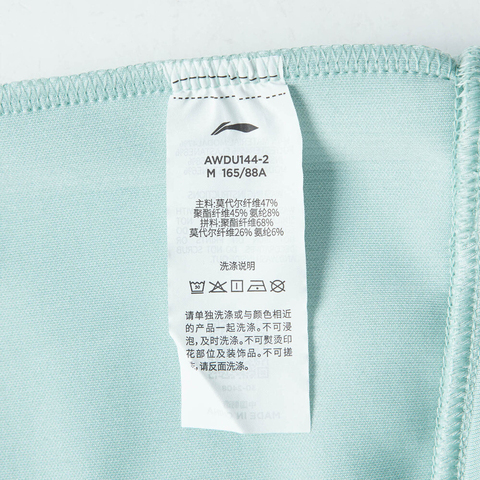 AWDU144-2
M 165/88A
主料:莫代尔纤维47%
聚酯纤维45% 氨纶8%
拼料:聚酯纤维68%
莫代尔纤维26% 氨纶6%
洗涤说明
30
请单独洗涤或与颜色相近
的产品一起洗涤。不可浸
泡,及时洗涤。不可熨烫印
花部位及装饰品。不可搓
,请反面洗涤。